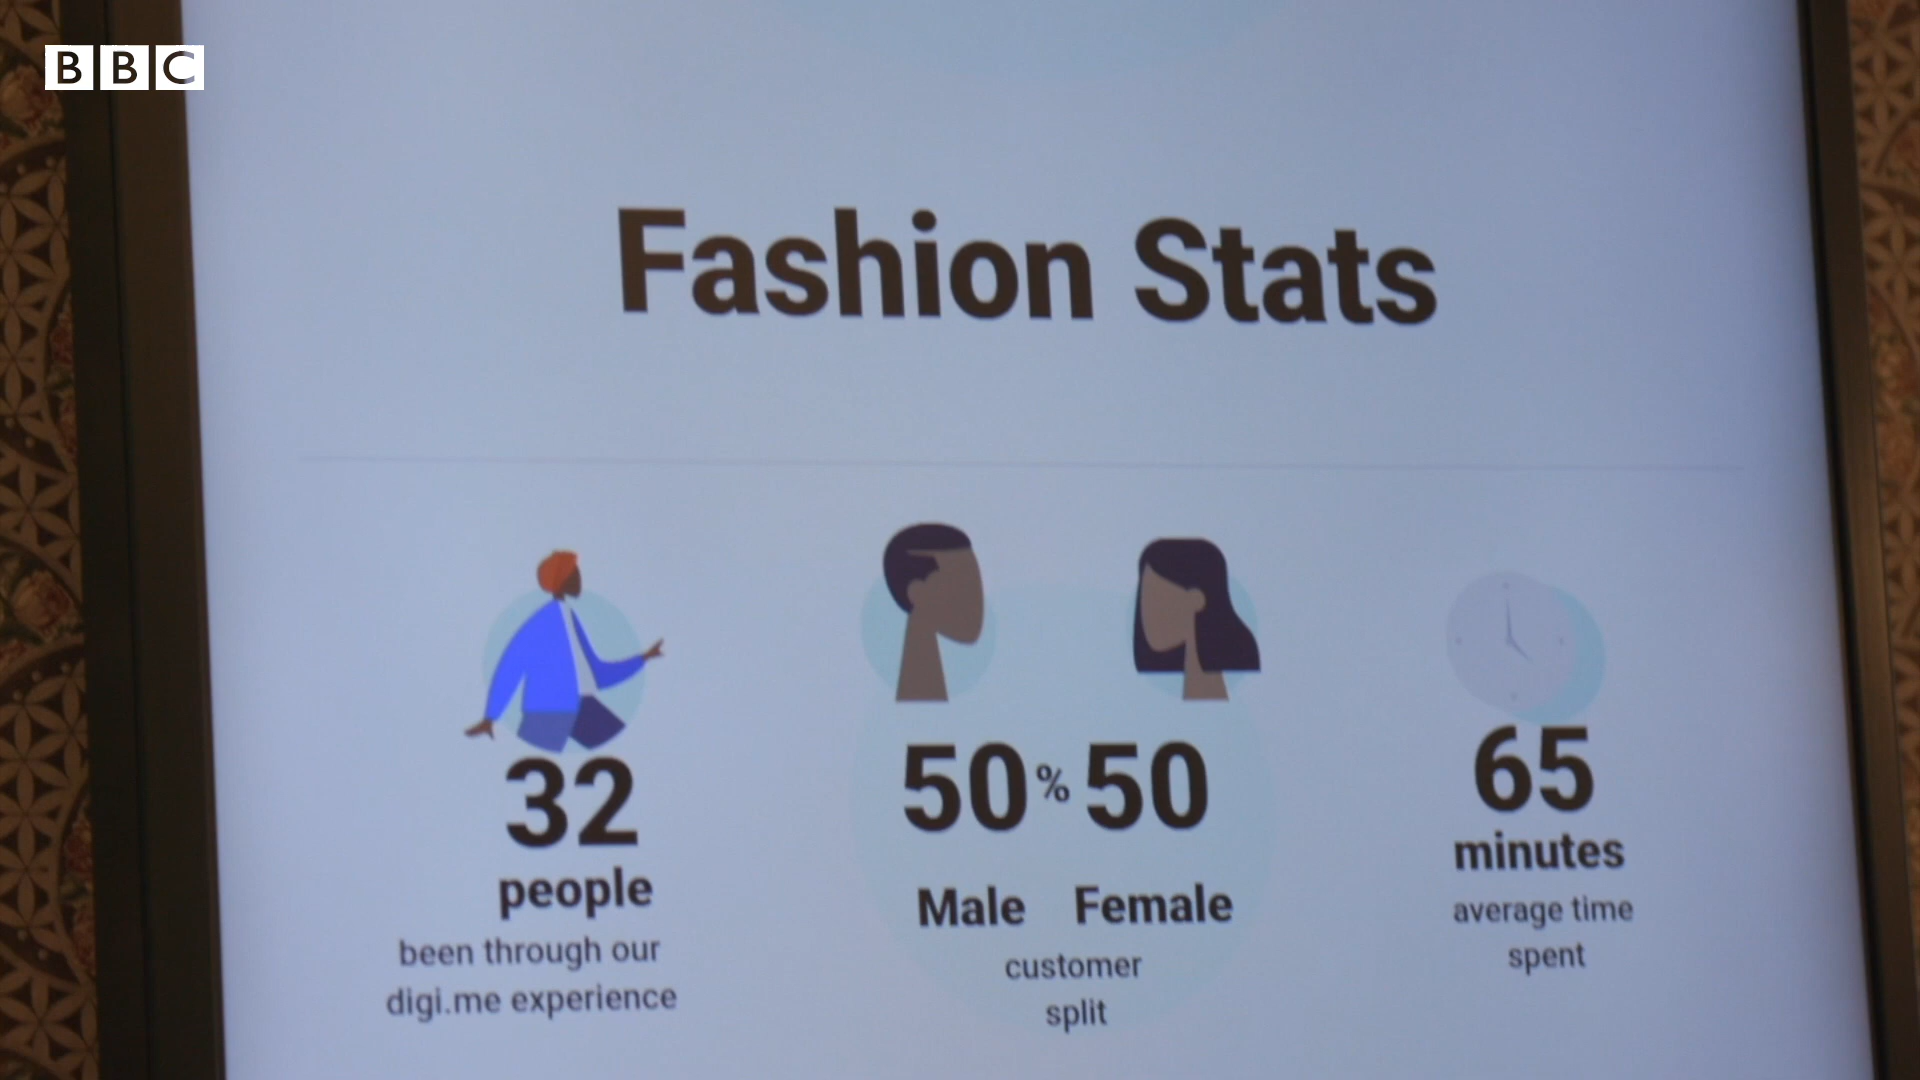 BBC
Fashion Stats
32
people
been through our
digi.me experience
50 % 50
Male Female
customer
split
65
minutes
average time
spent